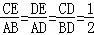 CE/AB = DE/AD = CD/BD = 1/2